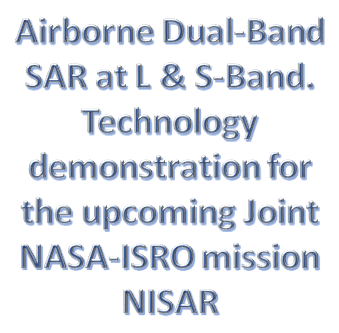 Airborne Dual-Band
SAR at L & S-Band.
Technology
demonstration for
the upcoming Joint
NASA-ISRO mission
NISAR